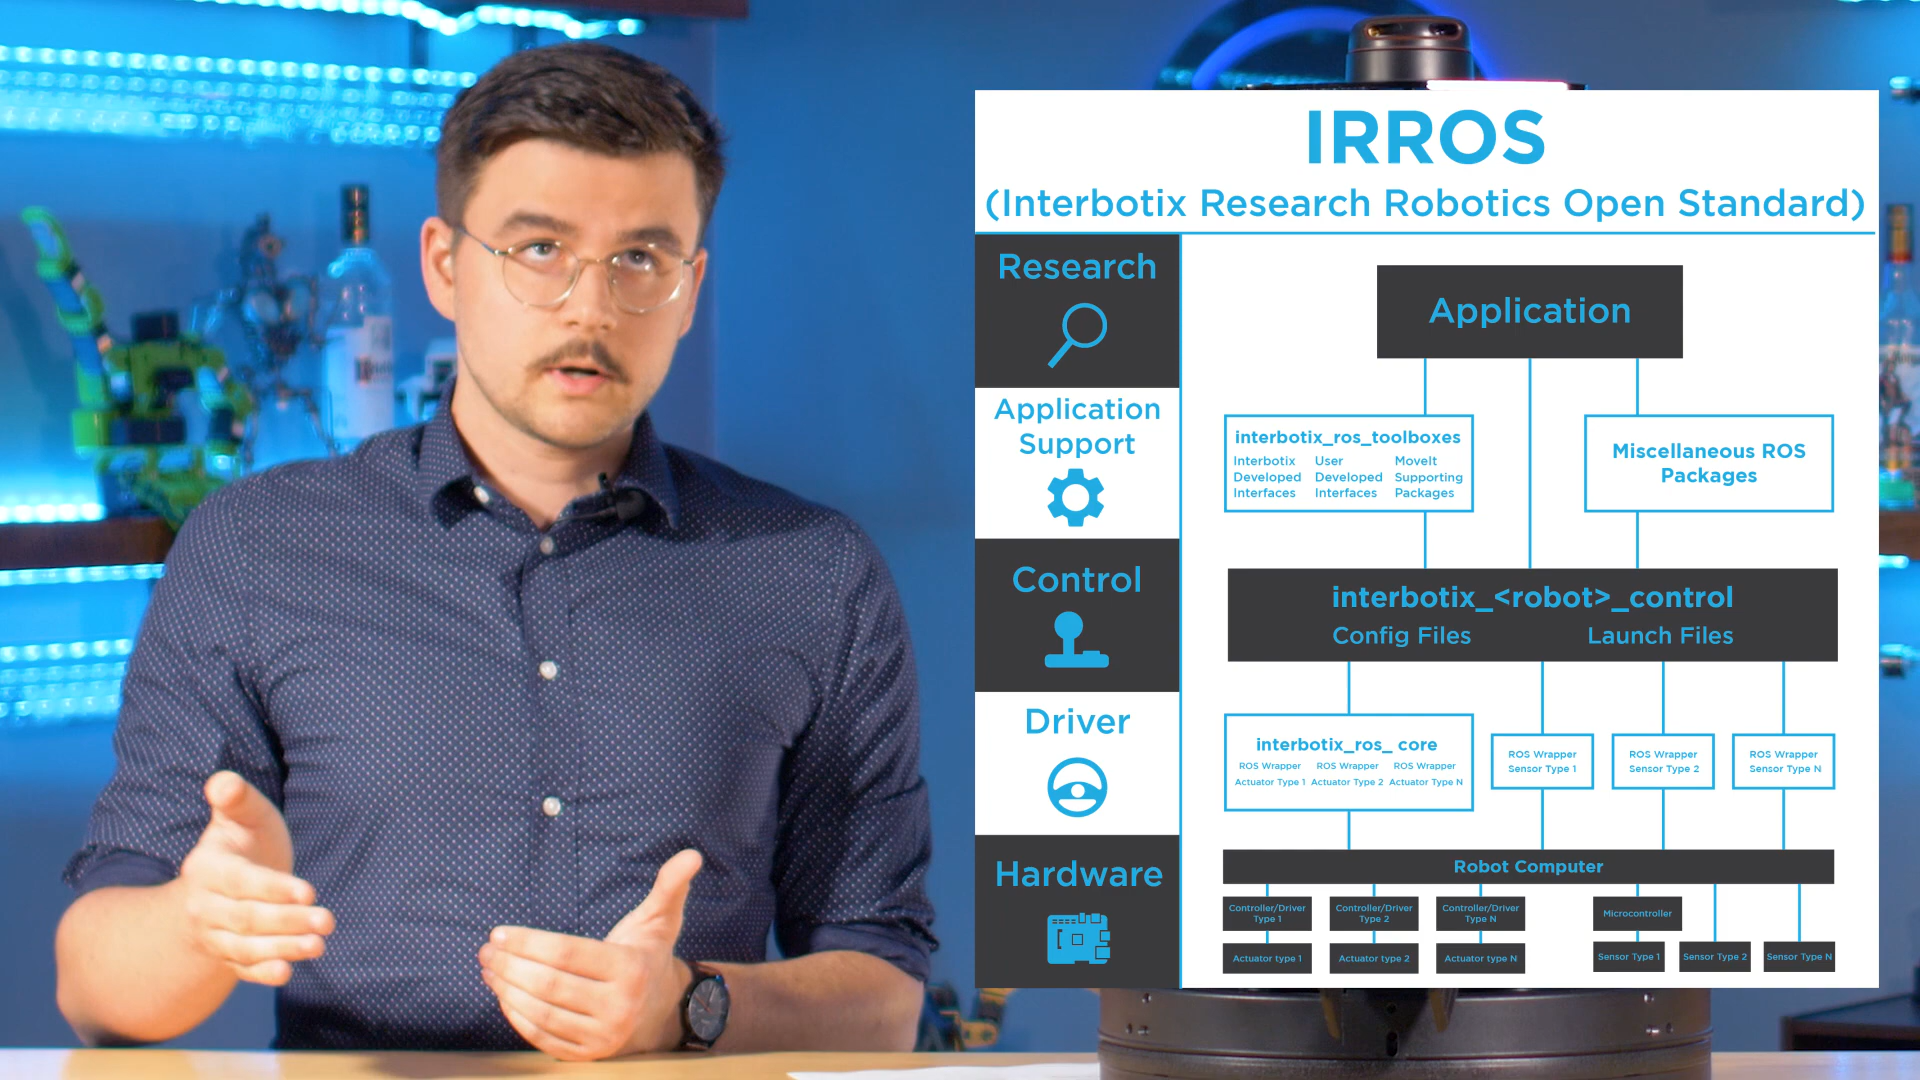 IRROS
(Interbotix Research Robotics Open Standard)
Research
Application
Support
Control
Driver
Hardware
Application
interbotix_ros_toolboxes
Interbotix Developed Interfaces
User Developed Interfaces
MoveIt Supporting Packages
Miscellaneous ROS
Packages
interbotix_<robot>_control
Config Files Launch Files
interbotix_ros_ core
ROS Wrapper ROS Wrapper ROS Wrapper
Actuator Type 1 Actuator Type 2 Actuator Type N
ROS Wrapper
Sensor Type 1
ROS Wrapper
Sensor Type 2
ROS Wrapper
Sensor Type N
Robot Computer
Controller/Driver
Type 1
Controller/Driver
Type 2
Controller/Driver
Type N
Microcontroller
Actuator type 1
Actuator type 2
Actuator type N
Sensor Type 1
Sensor Type 2
Sensor Type N